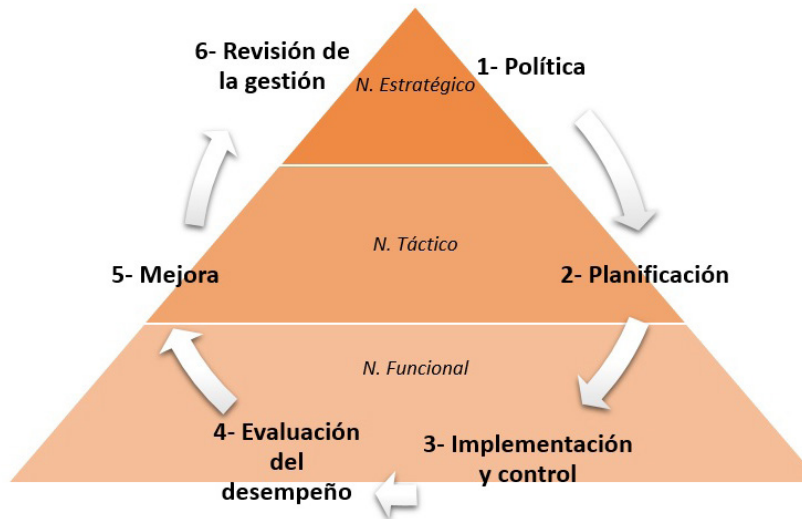 6- Revisión de
la gestión
1- Política
N. Estratégico
N. Táctico
5- Mejora
2- Planificación
N. Funcional
4- Evaluación
del
desempeño
3- Implementación
y control